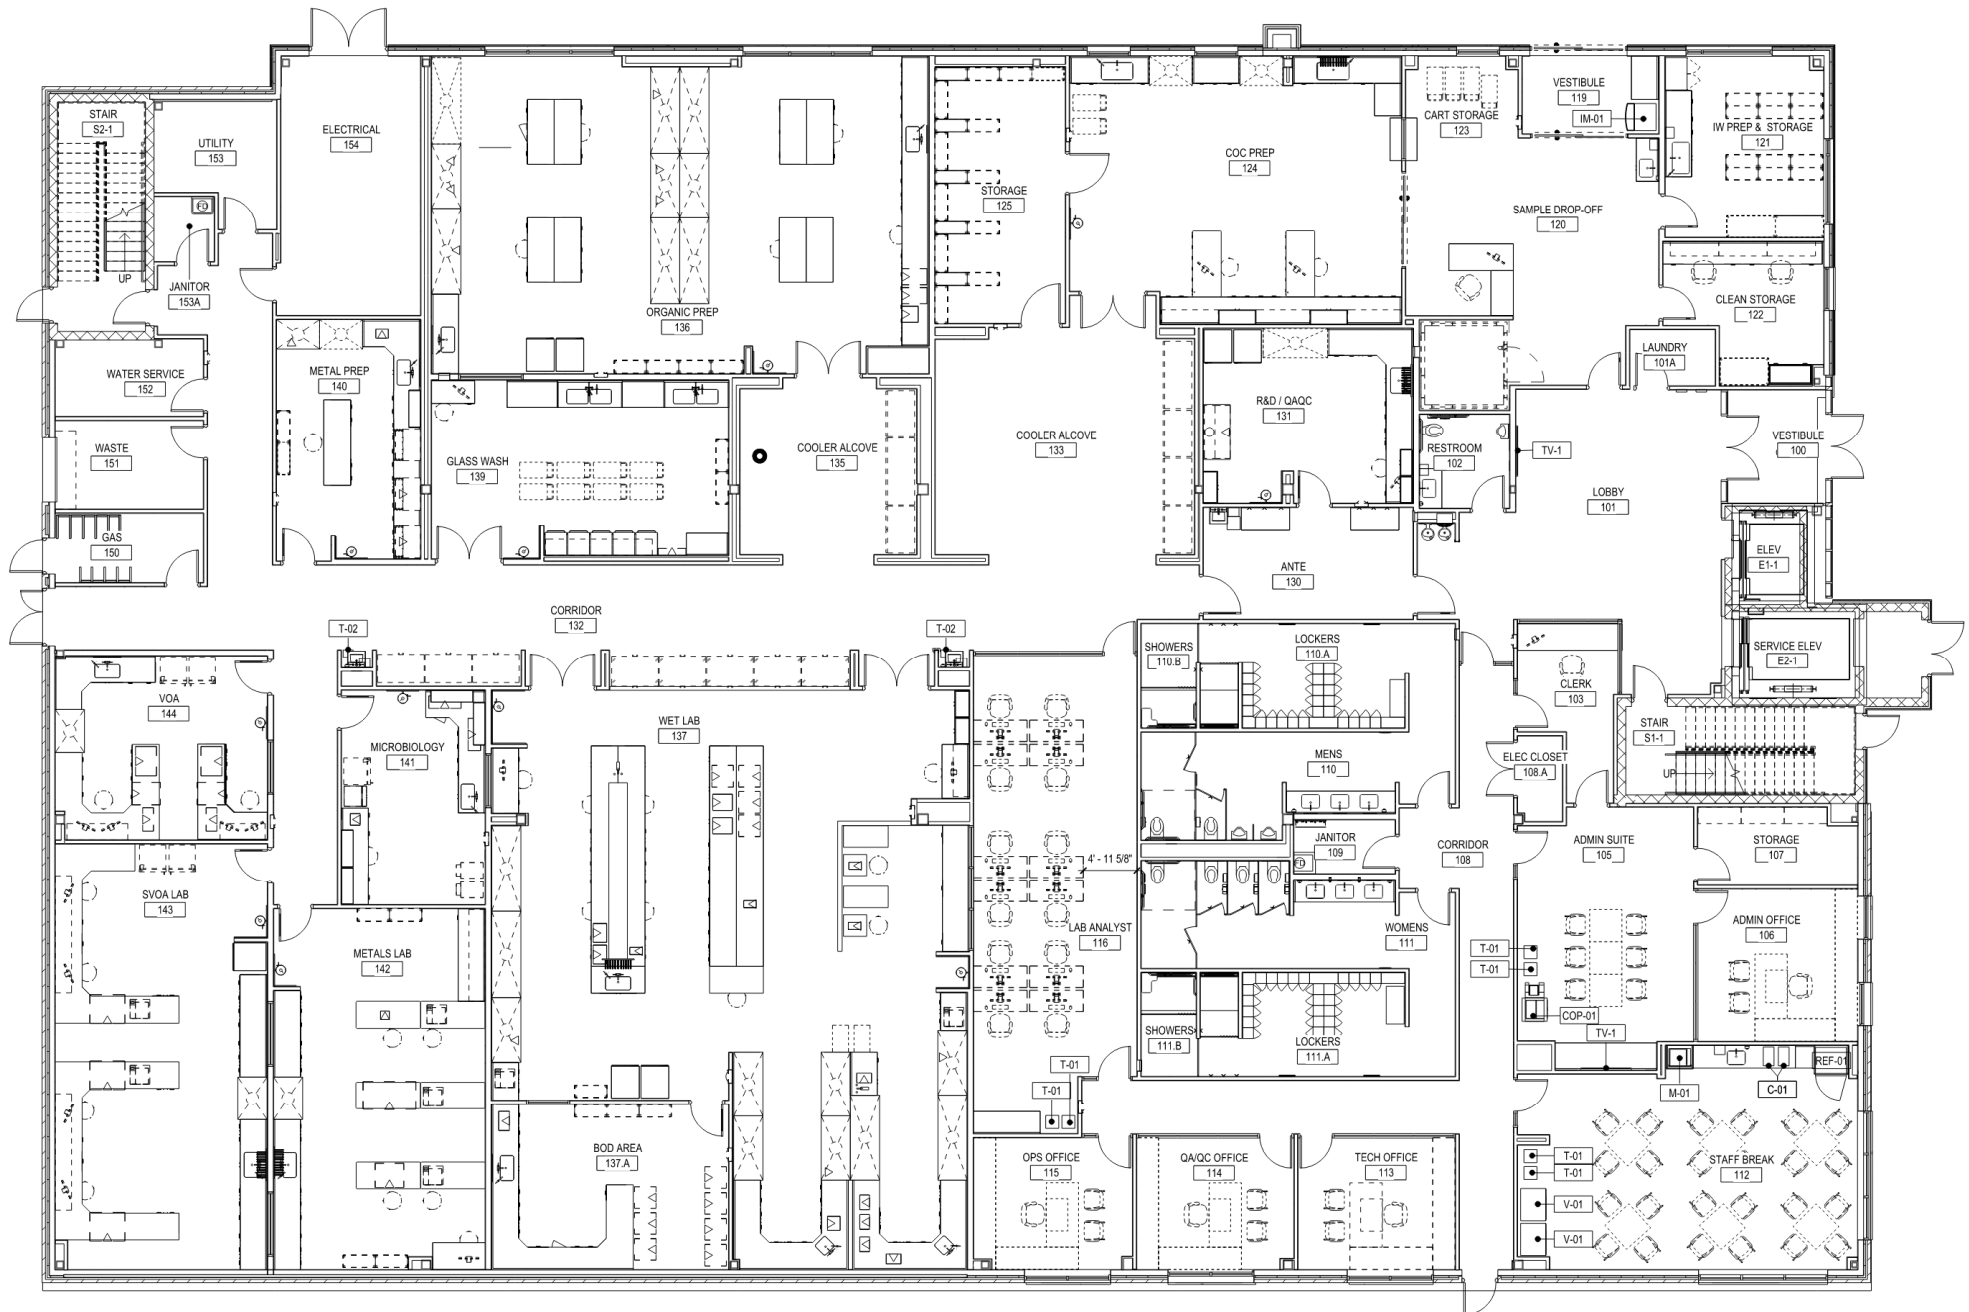 STAIR
S2-1
UP
UTILITY
153
ELECTRICAL
154
FD
JANITOR
153A
ORGANIC PREP
136
STORAGE
125
COC PREP
124
CART STORAGE
123
VESTIBULE
119
IM-01
IW PREP & STORAGE
121
SAMPLE DROP-OFF
120
CLEAN STORAGE
122
LAUNDRY
101A
WATER SERVICE
152
METAL PREP
140
WASTE
151
GAS
150
GLASS WASH
139
COOLER ALCOVE
135
COOLER ALCOVE
133
R&D / QAQC
131
RESTROOM
102
TV-1
VESTIBULE
100
LOBBY
101
ELEV
E1-1
ANTE
130
CORRIDOR
132
T-02
T-02
SHOWERS
110.B
LOCKERS
110.A
CLERK
103
SERVICE ELEV
E2-1
VOA
144
MICROBIOLOGY
141
WET LAB
137
STAIR
S1-1
UP
MENS
110
ELEC CLOSET
108.A
JANITOR
109
FD
CORRIDOR
108
ADMIN SUITE
105
STORAGE
107
4' - 11 5/8"
SVOA LAB
143
METALS LAB
142
LAB ANALYST
116
WOMENS
111
ADMIN OFFICE
106
T-01
T-01
COP-01
TV-1
SHOWERS
111.B
LOCKERS
111.A
T-01
T-01
M-01
C-01
REF-01
BOD AREA
137.A
OPS OFFICE
115
QA/QC OFFICE
114
TECH OFFICE
113
T-01
T-01
V-01
V-01
STAFF BREAK
112